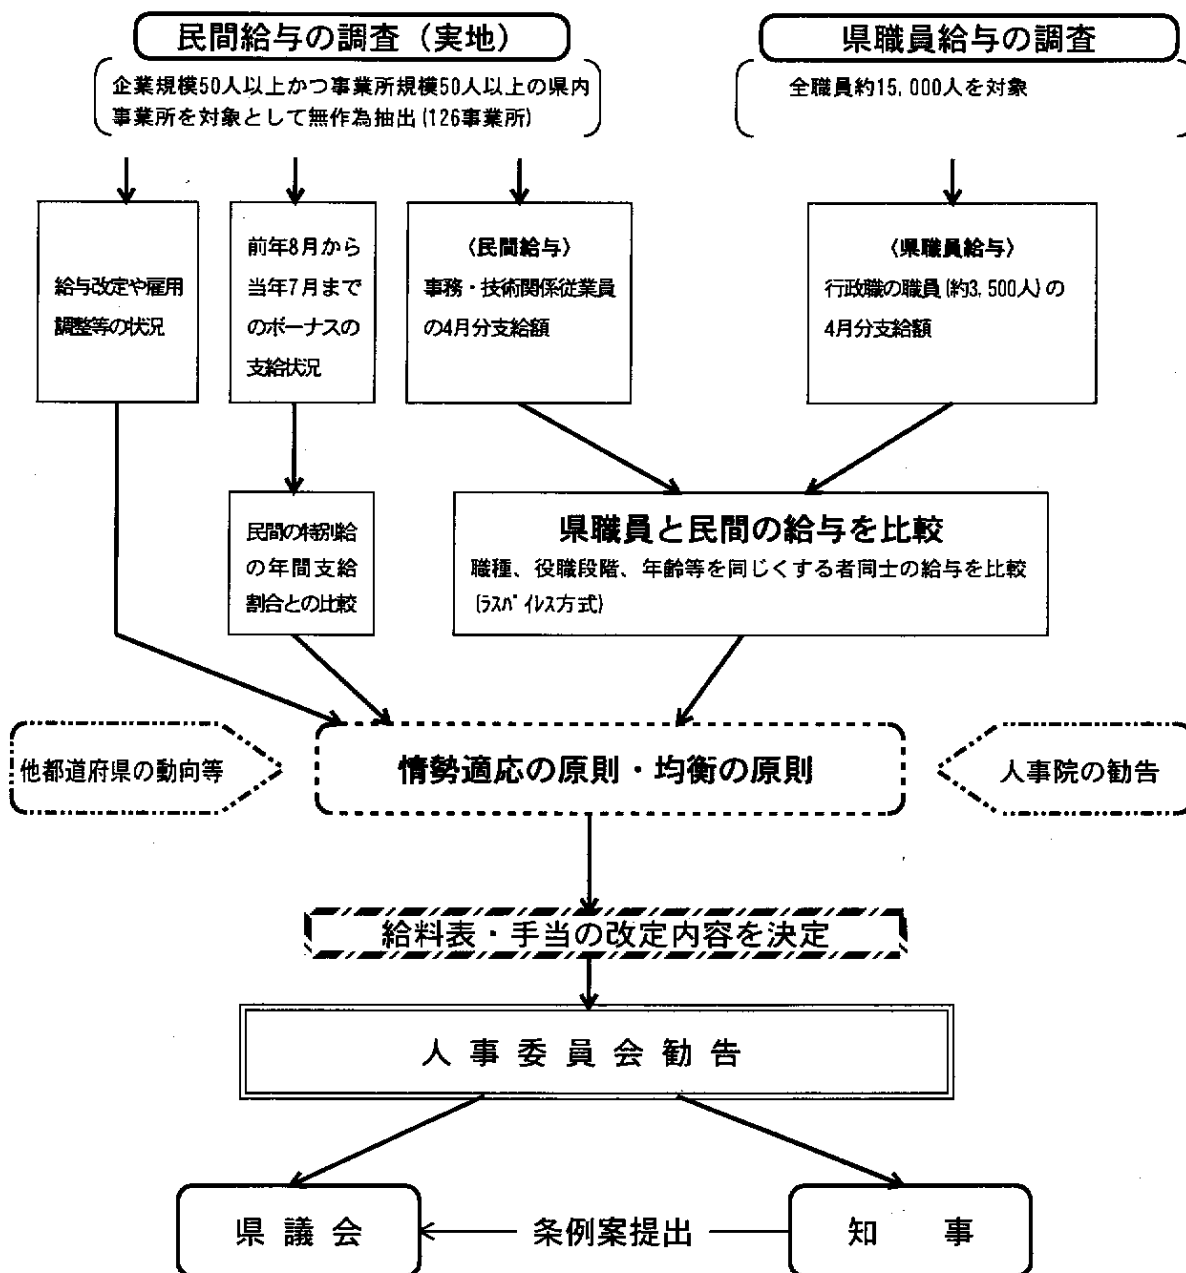 民間給与の調査（実地）
企業規模50人以上かつ事業所規模50人以上の県内
事業所を対象として無作為抽出（126事業所）
県職員給与の調査
全職員約15,000人を対象
給与改定や雇用
調整等の状況
前年8月から
当年7月まで
のボーナスの
支給状況
〈民間給与〉
事務・技術関係従業員
の4月分支給額
〈県職員給与〉
行政職の職員（約3,500人）の
4月分支給額
民間の特別給
の年間支給
割合との比較
県職員と民間の給与を比較
職種、役職段階、年齢等を同じくする者同士の給与を比較
（ﾗｽﾊﾟｲﾚｽ方式）
他都道府県の動向等
情勢適応の原則・均衡の原則
人事院の勧告
給料表・手当の改定内容を決定
人事委員会勧告
県議会
条例案提出
知事